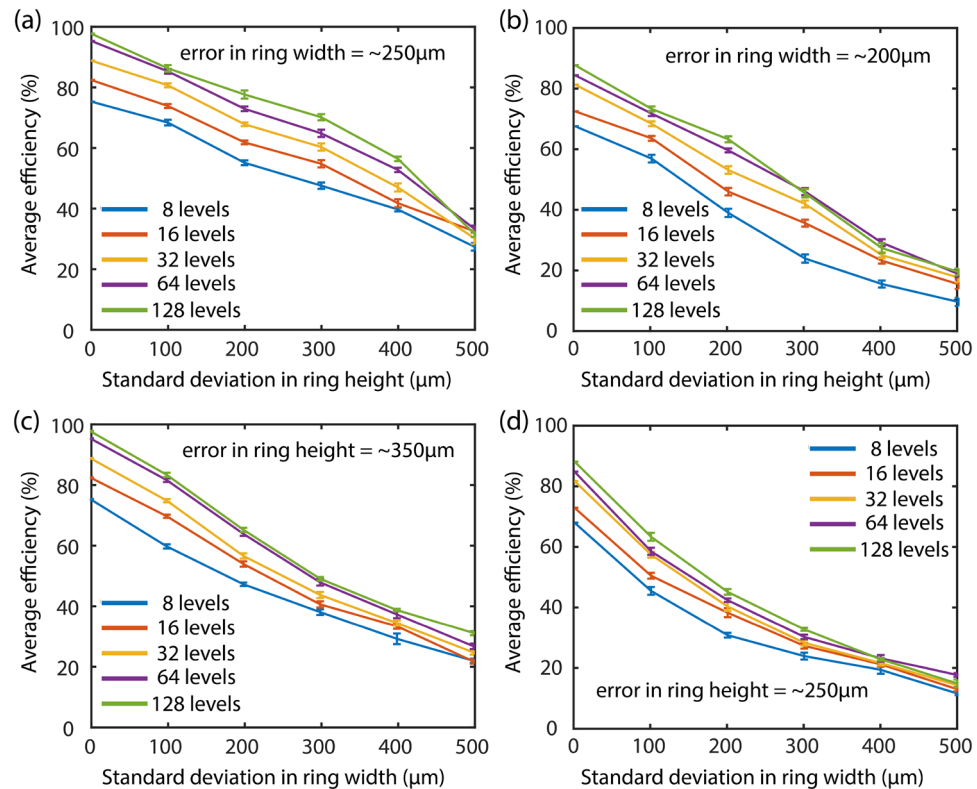 (a)
100
80
60
40
20
0
Average efficiency (%)
error in ring width = ~250μm
8 levels
16 levels
32 levels
64 levels
128 levels
0 100 200 300 400 500
Standard deviation in ring height (μm)
(b)
100
80
60
40
20
0
Average efficiency (%)
error in ring width = ~200μm
8 levels
16 levels
32 levels
64 levels
128 levels
0 100 200 300 400 500
Standard deviation in ring height (μm)
(c)
100
80
60
40
20
0
Average efficiency (%)
error in ring height = ~350μm
8 levels
16 levels
32 levels
64 levels
128 levels
0 100 200 300 400 500
Standard deviation in ring width (μm)
(d)
100
80
60
40
20
0
Average efficiency (%)
8 levels
16 levels
32 levels
64 levels
128 levels
error in ring height = ~250μm
0 100 200 300 400 500
Standard deviation in ring width (μm)